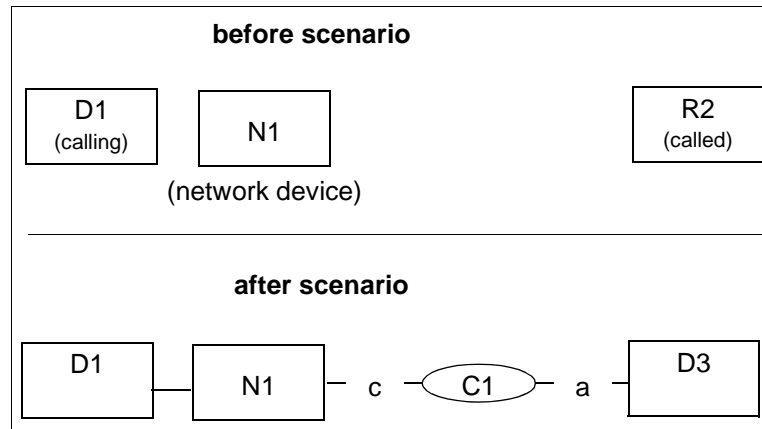 before scenario
D1 N1 R2
(calling) (called)
(network device)
after scenario
D1 N1 c C1 a D3